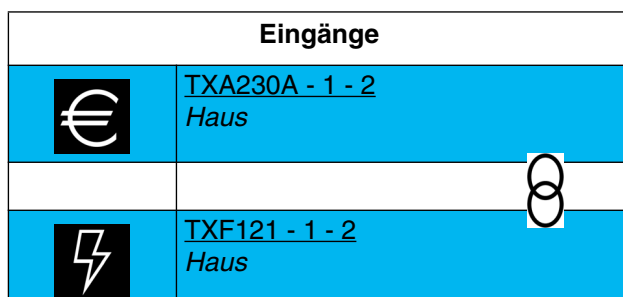 Eingänge
€
TXA230A - 1 - 2
Haus
TXF121 - 1 - 2
Haus